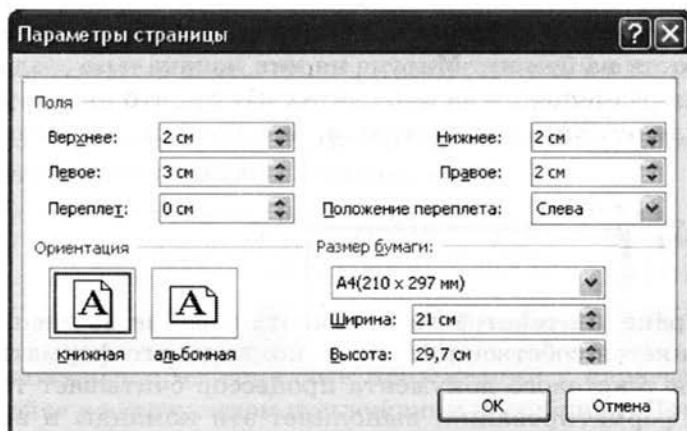 Параметры страницы
Поля
Верхнее: 2 см Нижнее: 2 см
Левое: 3 см Правое: 2 см
Переплет: 0 см Положение переплета: Слева
Ориентация Размер бумаги:
A4(210 x 297 мм)
A A Ширина: 21 см
книжная альбомная Высота: 29,7 см
OK Отмена